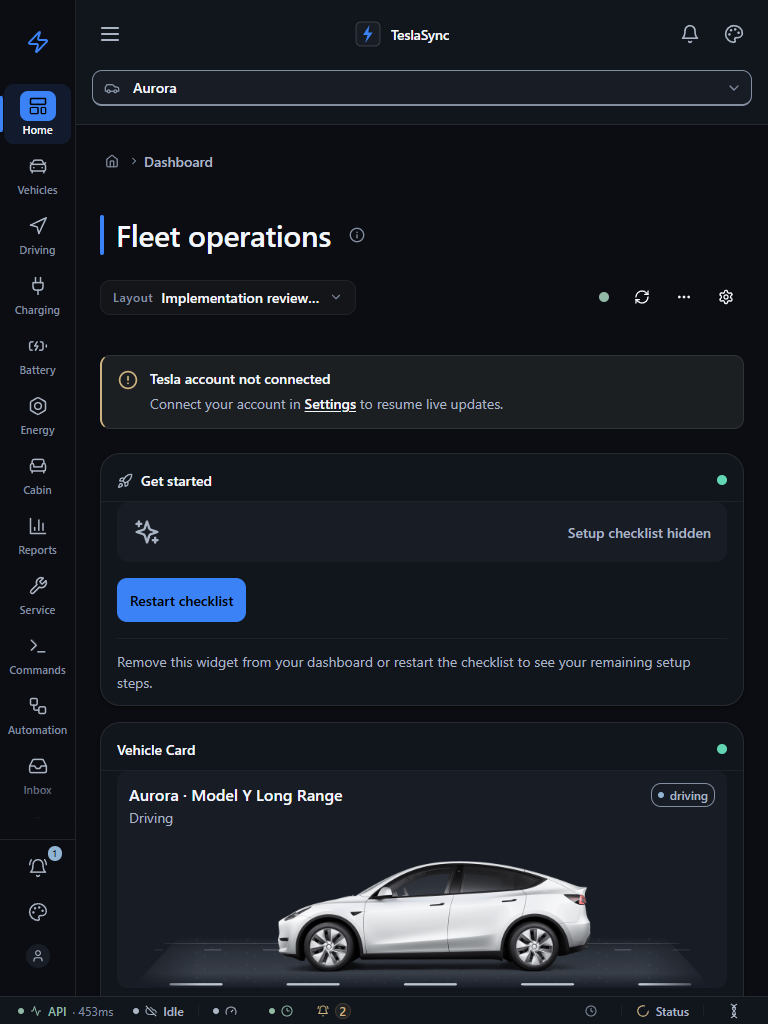 TeslaSync
Aurora
Home
Vehicles
Driving
Charging
Battery
Energy
Cabin
Reports
Service
Commands
Automation
Inbox
1
Dashboard
Fleet operations
Layout Implementation review...
Tesla account not connected
Connect your account in Settings to resume live updates.
Get started
Setup checklist hidden
Restart checklist
Remove this widget from your dashboard or restart the checklist to see your remaining setup
steps.
Vehicle Card
Aurora · Model Y Long Range
driving
Driving
API · 453ms Idle 2 Status